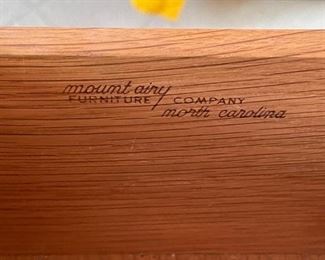 mount airy
FURNITURE COMPANY
north carolina